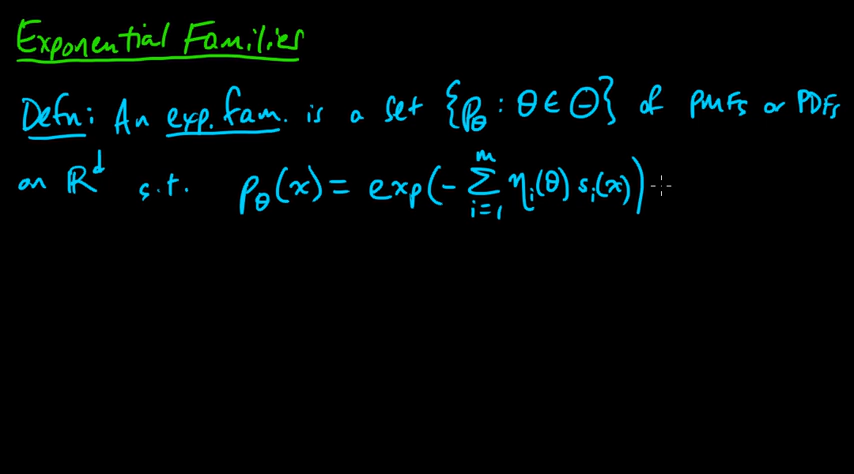 Exponential Families
Defn: An exp. fam. is a set {p_θ : θ ∈ Θ} of PMFs or PDFs
on ℝ^d s.t. p_θ(x) = exp(- ∑_{i=1}^{m} η_i(θ) s_i(x))